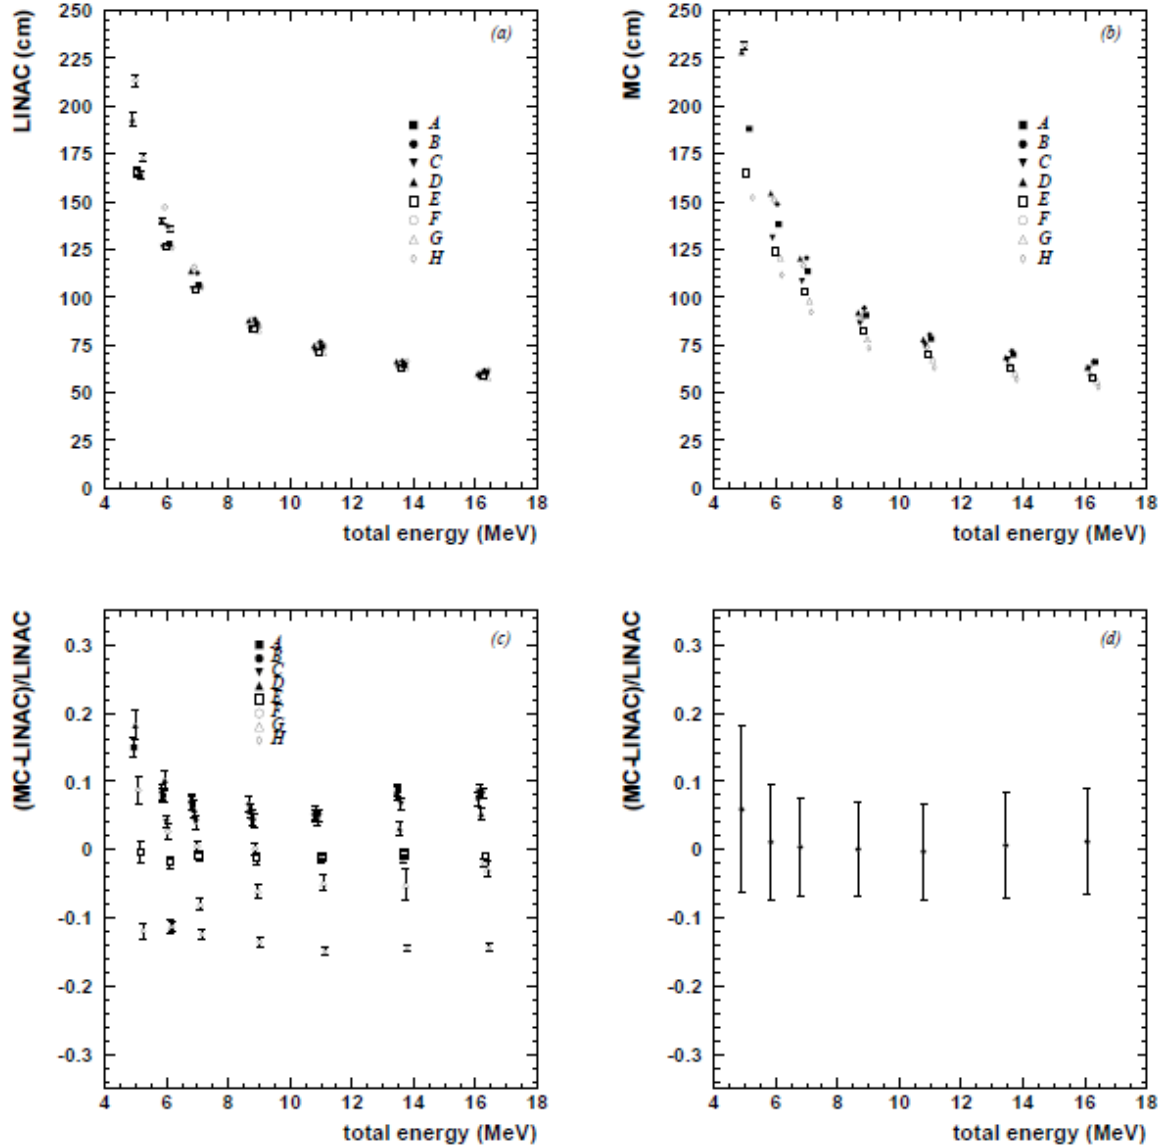 LINAC (cm)
250
225
200
175
150
125
100
75
50
25
0
(a)
A
B
C
D
E
F
G
H
4 6 8 10 12 14 16 18
total energy (MeV)
MC (cm)
250
225
200
175
150
125
100
75
50
25
0
(b)
A
B
C
D
E
F
G
H
4 6 8 10 12 14 16 18
total energy (MeV)
(MC-LINAC)/LINAC
0.3
0.2
0.1
0
-0.1
-0.2
-0.3
(c)
A
B
C
D
E
F
G
H
4 6 8 10 12 14 16 18
total energy (MeV)
(MC-LINAC)/LINAC
0.3
0.2
0.1
0
-0.1
-0.2
-0.3
(d)
4 6 8 10 12 14 16 18
total energy (MeV)